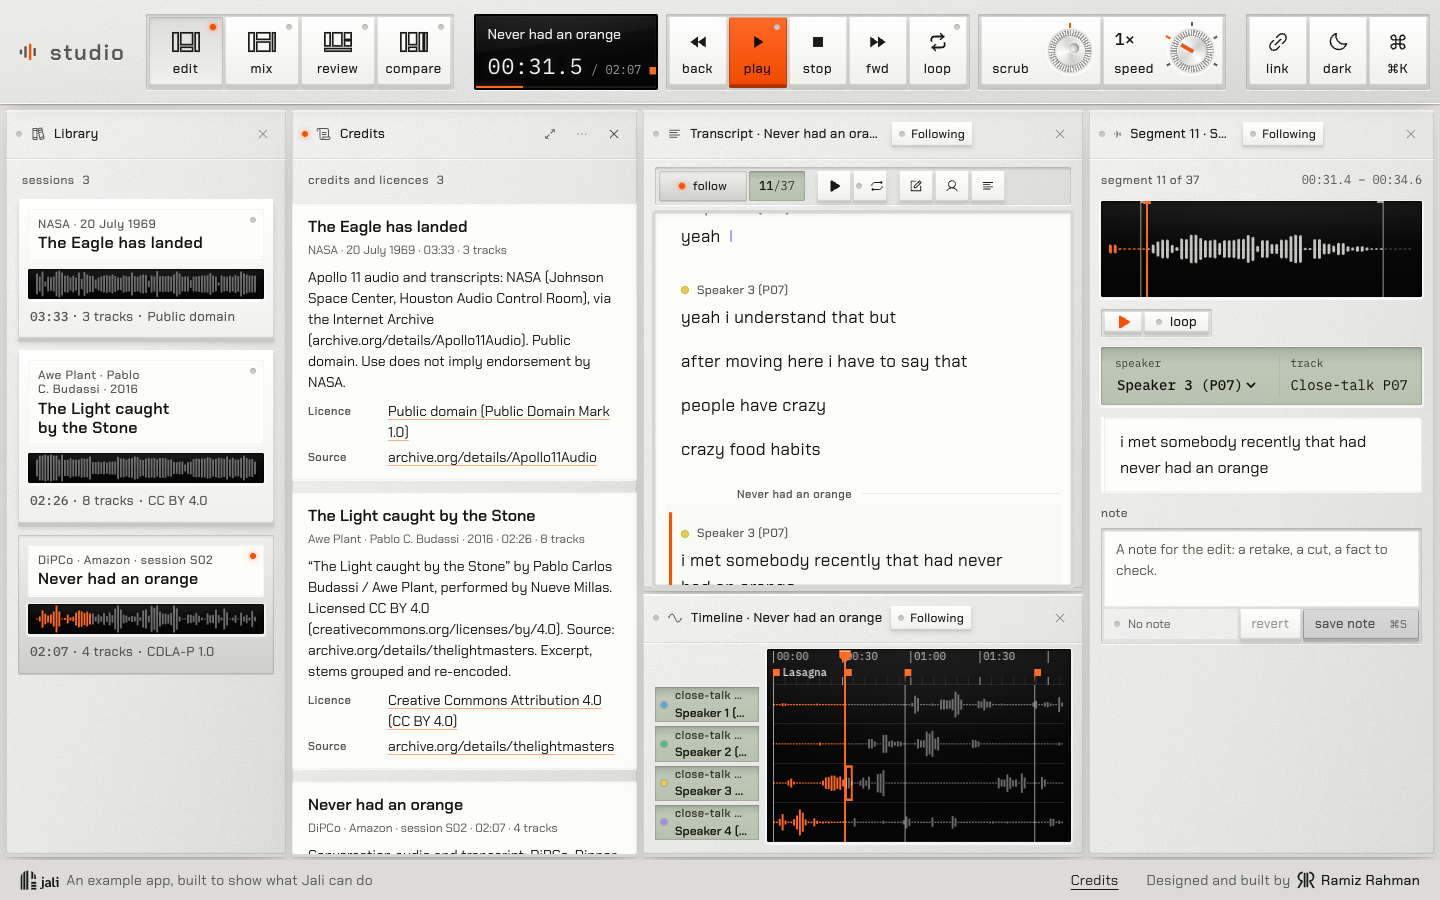 studio
edit
mix
review
compare
Never had an orange
00:31.5 / 02:07
back
play
stop
fwd
loop
scrub
1×
speed
link
dark
⌘K
Library
sessions 3
NASA · 20 July 1969
The Eagle has landed
03:33 · 3 tracks · Public domain
Awe Plant · Pablo
C. Budassi · 2016
The Light caught
by the Stone
02:26 · 8 tracks · CC BY 4.0
DiPCo · Amazon · session S02
Never had an orange
02:07 · 4 tracks · CDLA-P 1.0
Credits
credits and licences 3
The Eagle has landed
NASA · 20 July 1969 · 03:33 · 3 tracks
Apollo 11 audio and transcripts: NASA (Johnson
Space Center, Houston Audio Control Room), via
the Internet Archive
(archive.org/details/Apollo11Audio). Public
domain. Use does not imply endorsement by
NASA.
Licence Public domain (Public Domain Mark
1.0)
Source archive.org/details/Apollo11Audio
The Light caught by the Stone
Awe Plant · Pablo C. Budassi · 2016 · 02:26 · 8 tracks
“The Light caught by the Stone” by Pablo Carlos
Budassi / Awe Plant, performed by Nueve Millas.
Licensed CC BY 4.0
(creativecommons.org/licenses/by/4.0). Source:
archive.org/details/thelightmasters. Excerpt,
stems grouped and re-encoded.
Licence Creative Commons Attribution 4.0
(CC BY 4.0)
Source archive.org/details/thelightmasters
Never had an orange
DiPCo · Amazon · session S02 · 02:07 · 4 tracks
Transcript · Never had an ora... Following
follow 11/37
yeah
Speaker 3 (P07)
yeah i understand that but
after moving here i have to say that
people have crazy
crazy food habits
Never had an orange
Speaker 3 (P07)
i met somebody recently that had never
had an orange
Timeline · Never had an orange Following
00:00 00:30 01:00 01:30
Lasagna
close-talk ...
Speaker 1 (...
close-talk ...
Speaker 2 (...
close-talk ...
Speaker 3 ...
close-talk ...
Speaker 4 (...
Segment 11 · S... Following
segment 11 of 37 00:31.4 – 00:34.6
loop
speaker track
Speaker 3 (P07) Close-talk P07
i met somebody recently that had
never had an orange
note
A note for the edit: a retake, a cut, a fact to
check.
No note revert save note ⌘S
jali An example app, built to show what Jali can do
Credits Designed and built by Ramiz Rahman